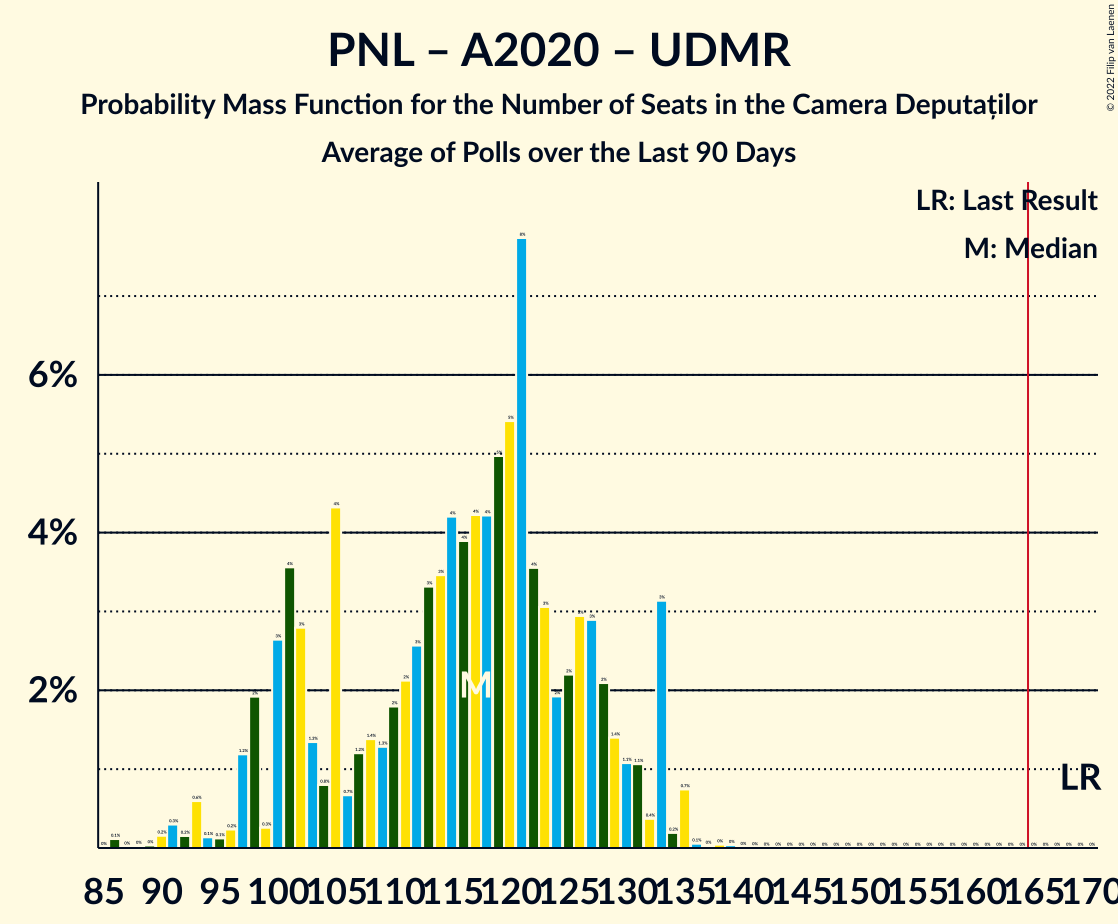 PNL – A2020 – UDMR
Probability Mass Function for the Number of Seats in the Camera Deputaților
Average of Polls over the Last 90 Days
© 2022 Filip van Laenen
LR: Last Result
M: Median
6%
4%
2%
M
LR
85 90 95 100 105 110 115 120 125 130 135 140 145 150 155 160 165 170